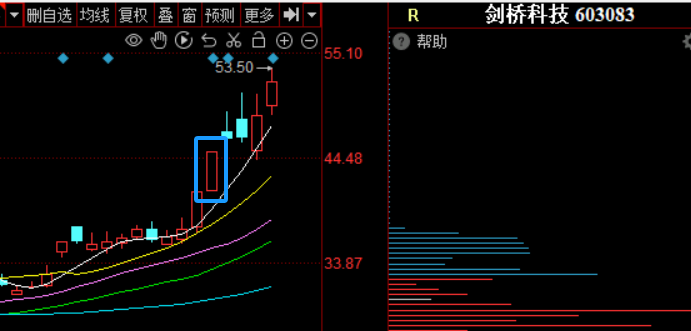 删自选 均线 复权 叠 窗 预测 更多
R 剑桥科技 603083
? 帮助
53.50
55.10
44.48
33.87